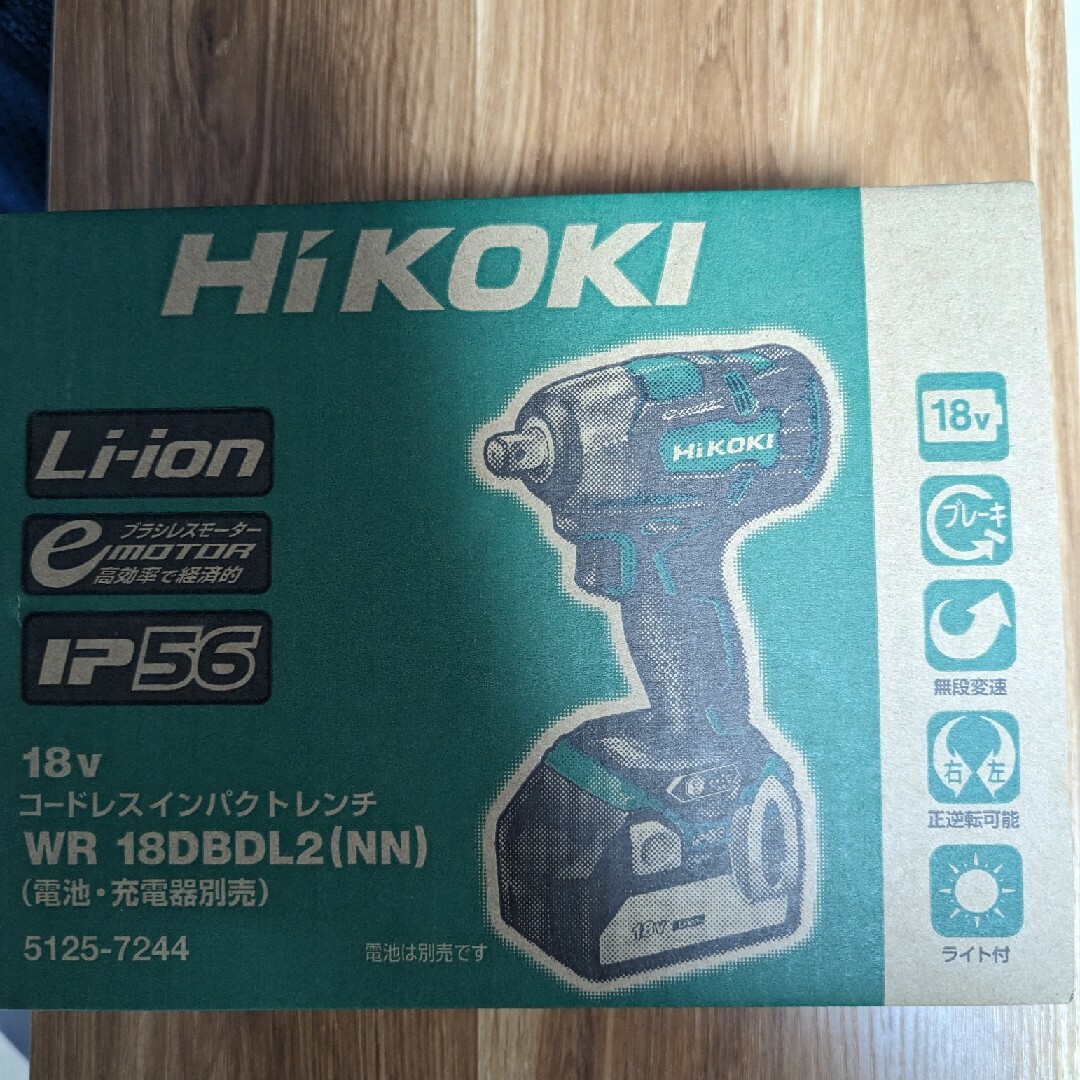 HiKOKI
Li-ion
ブラシレスモーター
e MOTOR
高効率で経済的
IP56
18v
コードレスインパクトレンチ
WR 18DBDL2(NN)
(電池・充電器別売)
5125-7244
電池は別売です
HiKOKI
18v
18v
ブレーキ
無段変速
右 左
正逆転可能
ライト付